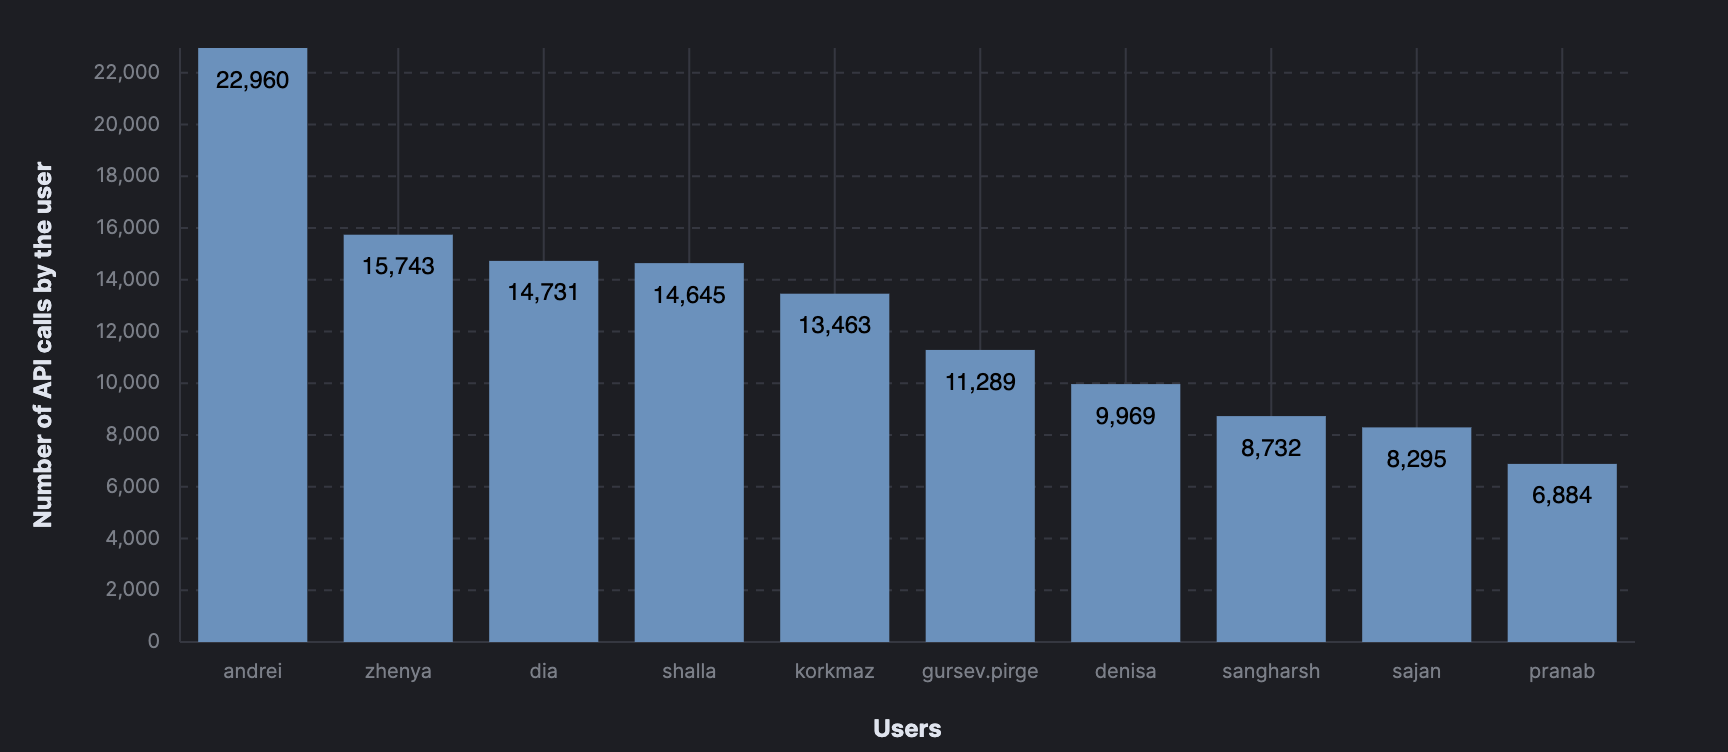 Number of API calls by the user
22,000
20,000
18,000
16,000
14,000
12,000
10,000
8,000
6,000
4,000
2,000
0
22,960
15,743
14,731
14,645
13,463
11,289
9,969
8,732
8,295
6,884
andrei
zhenya
dia
shalla
korkmaz
gursev.pirge
denisa
sangharsh
sajan
pranab
Users